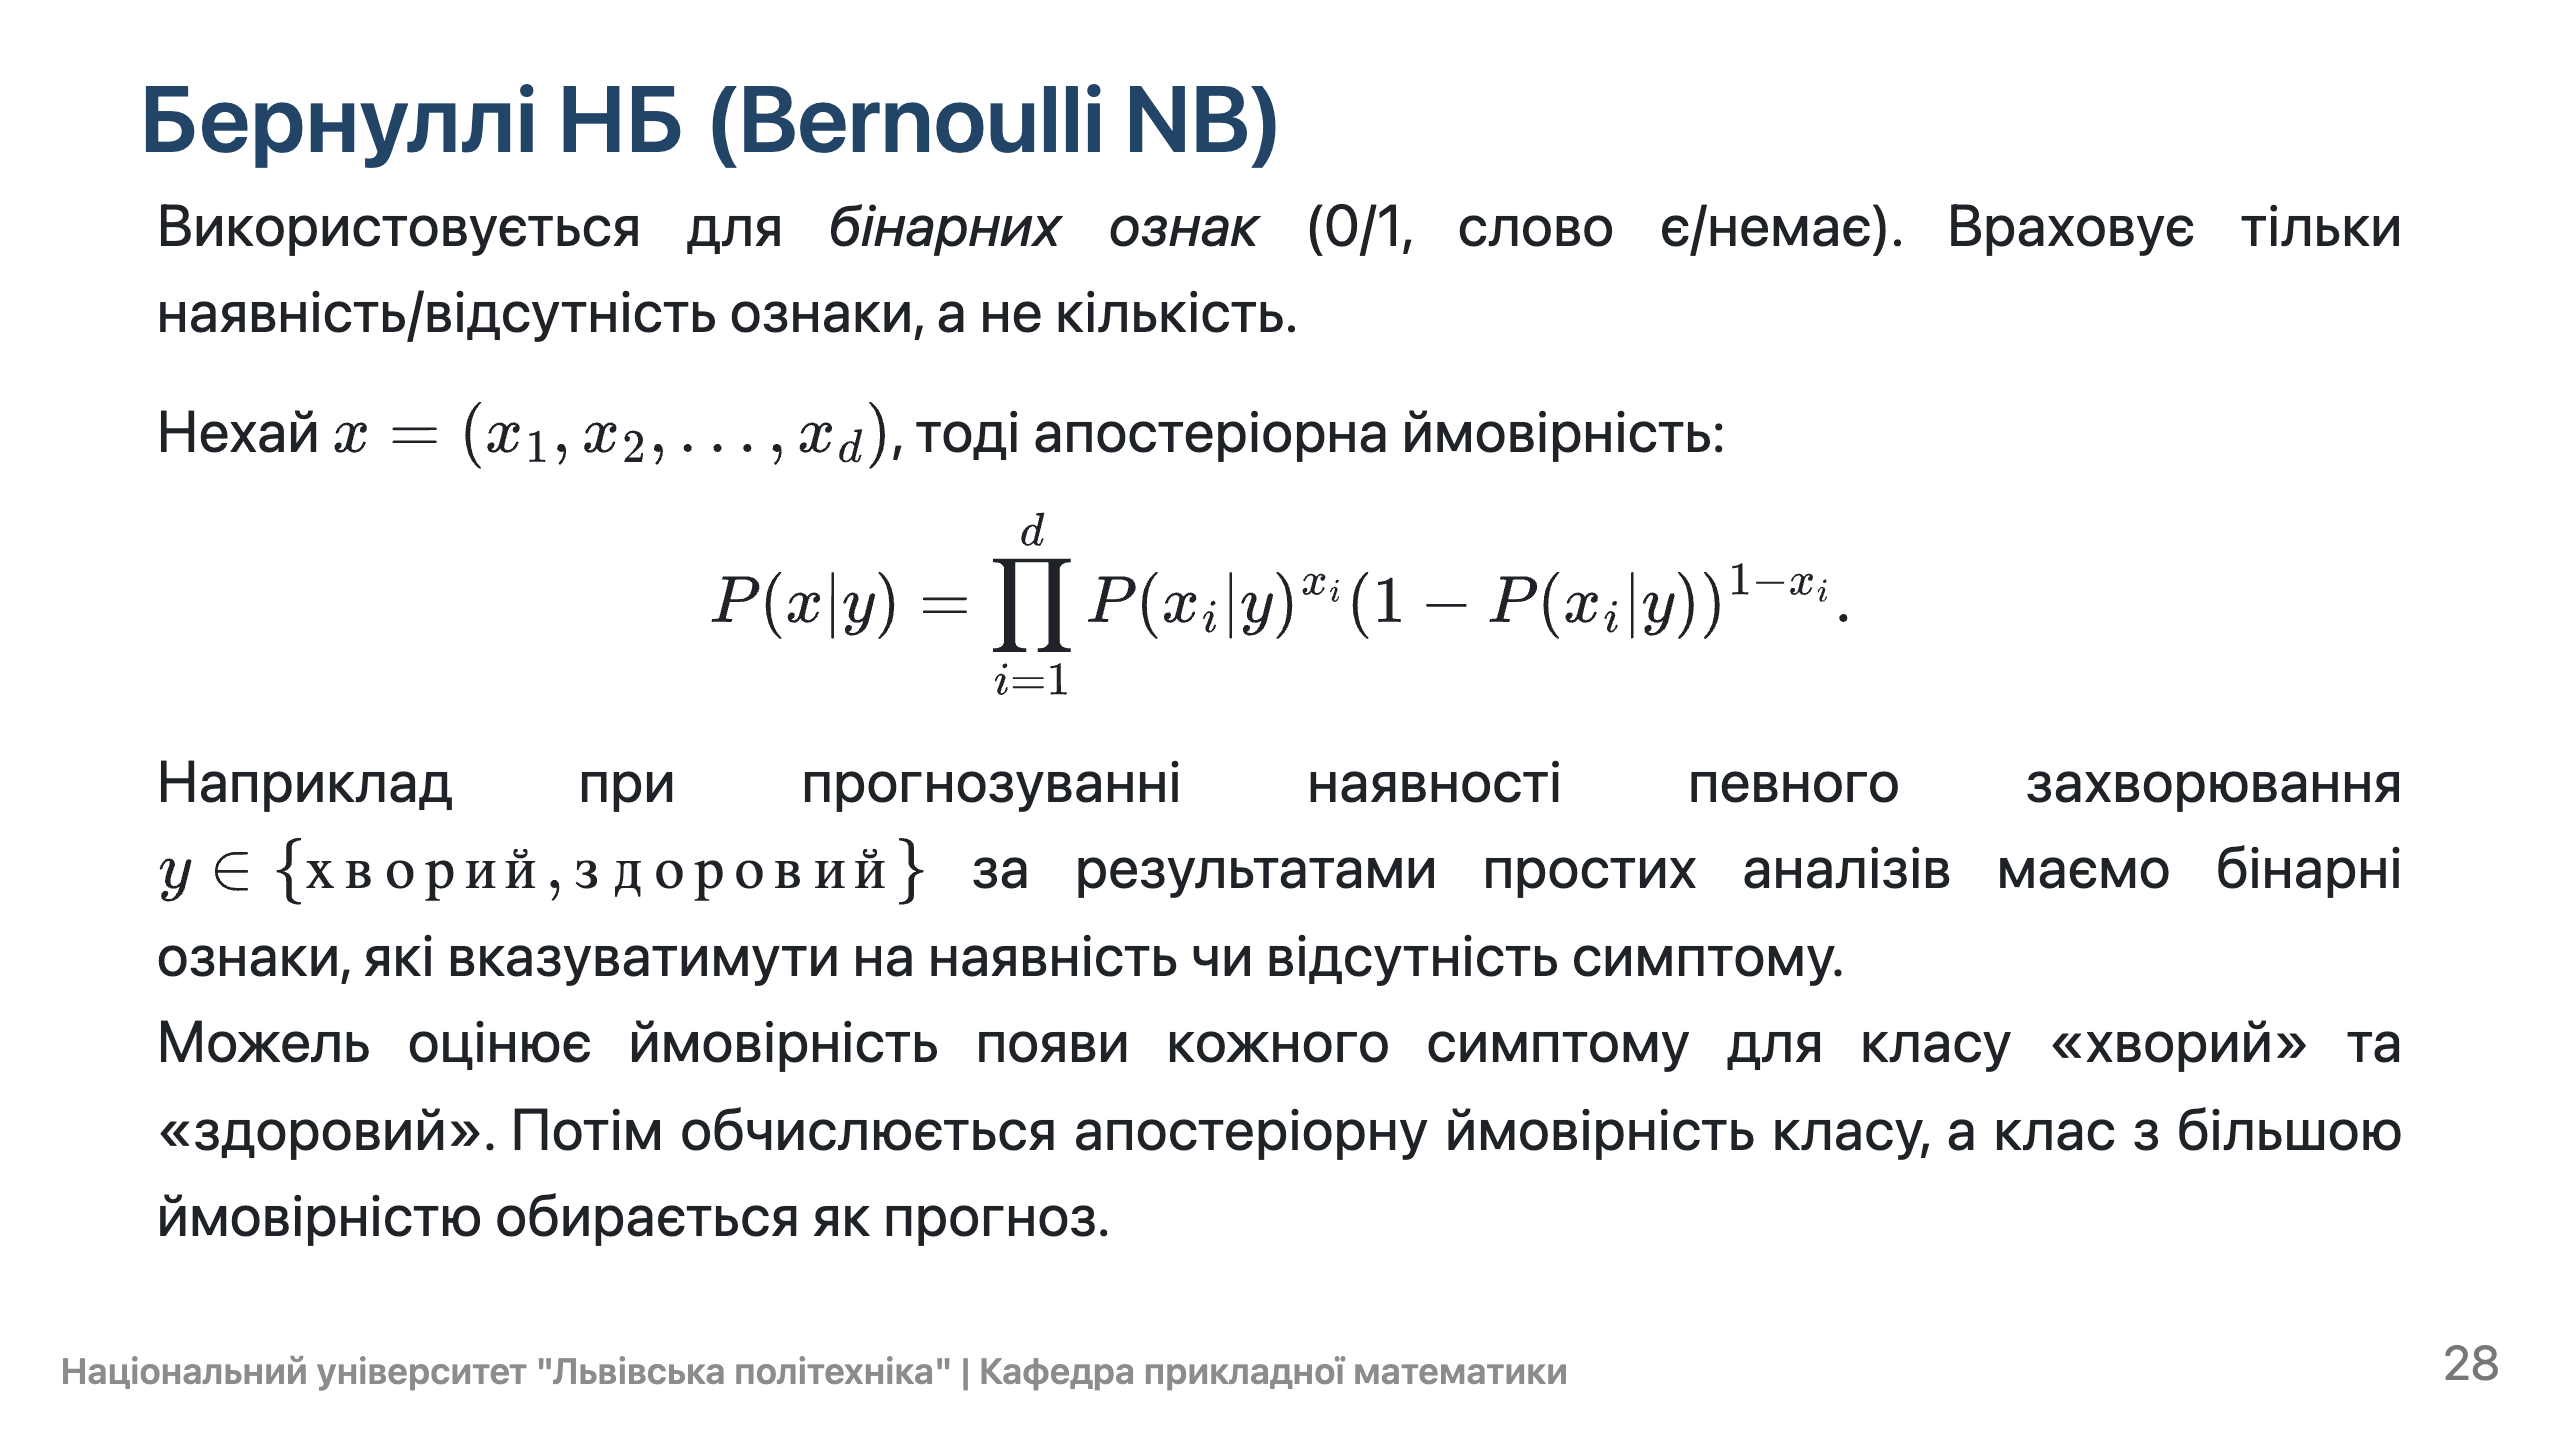 Бернуллі НБ (Bernoulli NB)
Використовується для бінарних ознак (0/1, слово є/немає). Враховує тільки
наявність/відсутність ознаки, а не кількість.
Нехай x = (x₁, x₂, . . . , x_d), тоді апостеріорна ймовірність:
P(x|y) = ∏_{i=1}^{d} P(x_i|y)^{x_i}(1 − P(x_i|y))^{1−x_i}.
Наприклад при прогнозуванні наявності певного захворювання
y ∈ {хворий, здоровий} за результатами простих аналізів маємо бінарні
ознаки, які вказуватимути на наявність чи відсутність симптому.
Можель оцінює ймовірність появи кожного симптому для класу «хворий» та
«здоровий». Потім обчислюється апостеріорну ймовірність класу, а клас з більшою
ймовірністю обирається як прогноз.
Національний університет "Львівська політехніка" | Кафедра прикладної математики
28